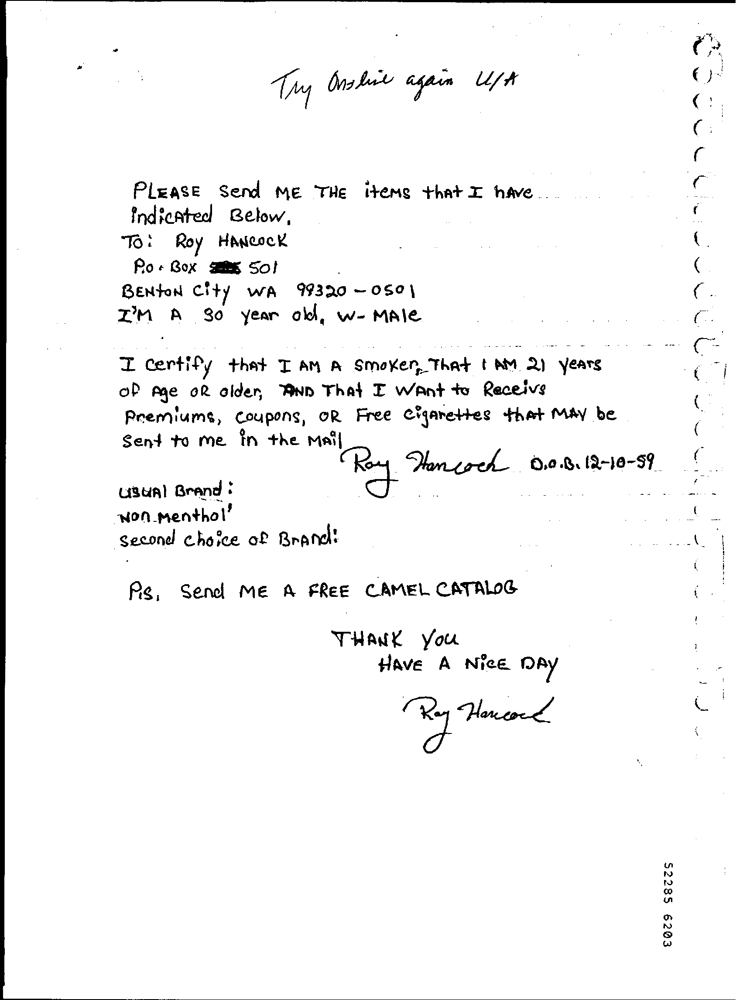 Try Online again U/A
PLEASE Send ME THE items that I have
indicated Below.
To: Roy HANCOCK
P.O. Box 501
BENTON City WA 99320-0501
I'M A 30 year old, W-MAle
I certify that I AM A smoker, That I AM 21 years
of Age OR older, AND That I WAnt to Receive
Premiums, coupons, OR Free cigarettes that MAY be
Sent to me in the MAil
Roy Hancock D.O.B. 12-10-59
usuAl Brand:
Non Menthol
second choice of BrAnd:
P.S. Send ME A FREE CAMEL CATALOG
THANK You
HAVE A NiCE DAY
Roy Hancock
52285 6203